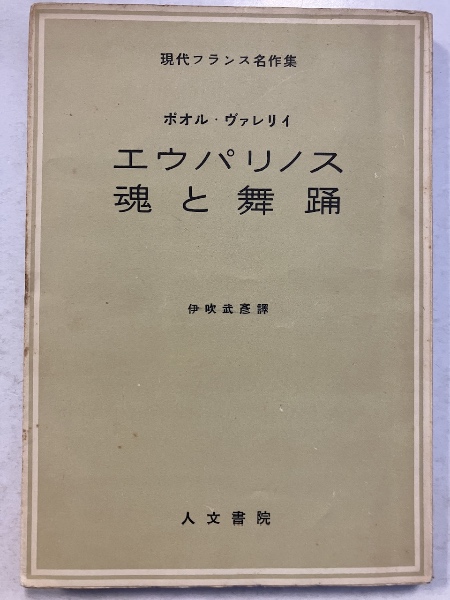 現代フランス名作集
ポオル・ヴァレリイ
エウパリノス
魂と舞踊
伊吹武彥譯
人文書院